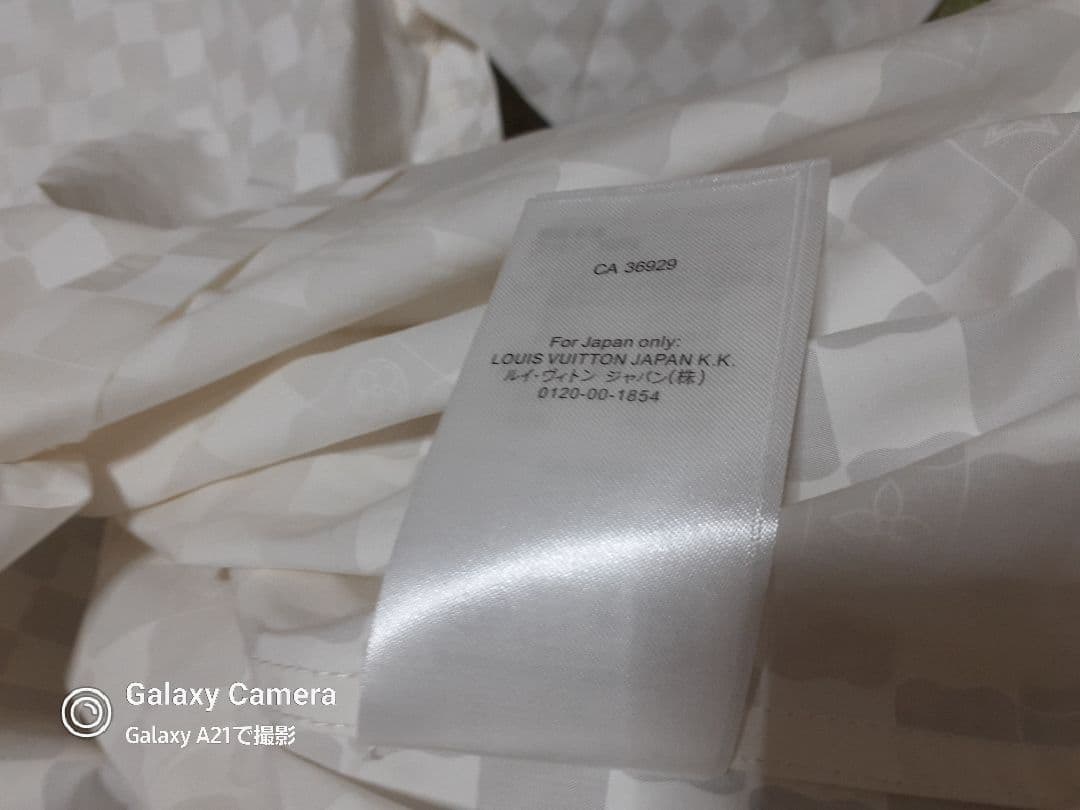 CA 36929
For Japan only:
LOUIS VUITTON JAPAN K.K.
ルイ・ヴィトン ジャパン(株)
0120-00-1854
Galaxy Camera
Galaxy A21で撮影